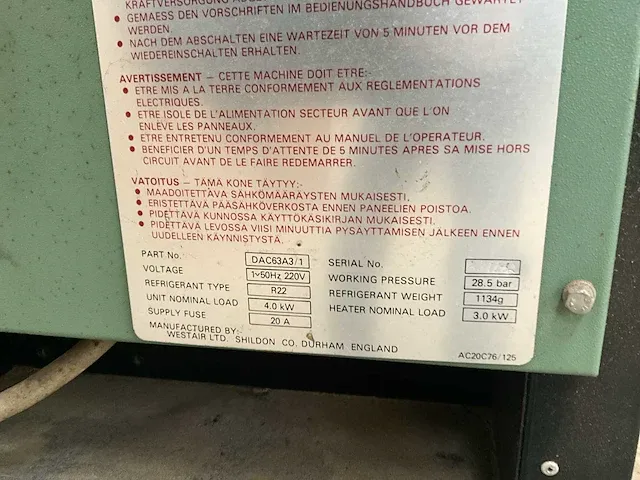 KRAFTVERSORGUNG
• GEMAESS DEN VORSCHRIFTEN IM BEDIENUNGSHANDBUCH GEWARTET
WERDEN.
• NACH DEM ABSCHALTEN EINE WARTEZEIT VON 5 MINUTEN VOR DEM
WIEDEREINSCHALTEN ERHALTEN.
AVERTISSEMENT – CETTE MACHINE DOIT ETRE:-
• ETRE MIS A LA TERRE CONFORMEMENT AUX REGLEMENTATIONS
ELECTRIQUES.
• ETRE ISOLE DE L'ALIMENTATION SECTEUR AVANT QUE L'ON
ENLEVE LES PANNEAUX.
• ETRE ENTRETENU CONFORMEMENT AU MANUEL DE L'OPERATEUR.
• BENEFICIER D'UN TEMPS D'ATTENTE DE 5 MINUTES APRES SA MISE HORS
CIRCUIT AVANT DE LE FAIRE REDEMARRER.
VATOITUS – TÄMÄ KONE TÄYTYY:-
• MAADOITETTAVA SÄHKÖMÄÄRÄYSTEN MUKAISESTI.
• ERISTETTAVA PÄÄSÄHKÖVERKOSTA ENNEN PANEELIEN POISTOA.
• PIDETTÄVÄ KUNNOSSA KÄYTTÖKÄSIKIRJAN MUKAISESTI.
• PIDETTÄVÄ LEVOSSA VIISI MINUUTTIA PYSÄYTTAMISEN JÄLKEEN ENNEN
UUDELLEEN KÄYNNISTYSTÄ.
PART No. DAC63A3/1 SERIAL No.
VOLTAGE 1~50Hz 220V WORKING PRESSURE 28.5 bar
REFRIGERANT TYPE R22 REFRIGERANT WEIGHT 1134g
UNIT NOMINAL LOAD 4.0 kW HEATER NOMINAL LOAD 3.0 kW
SUPPLY FUSE 20 A
MANUFACTURED BY:
WESTAIR LTD. SHILDON CO. DURHAM ENGLAND
AC20C76/125